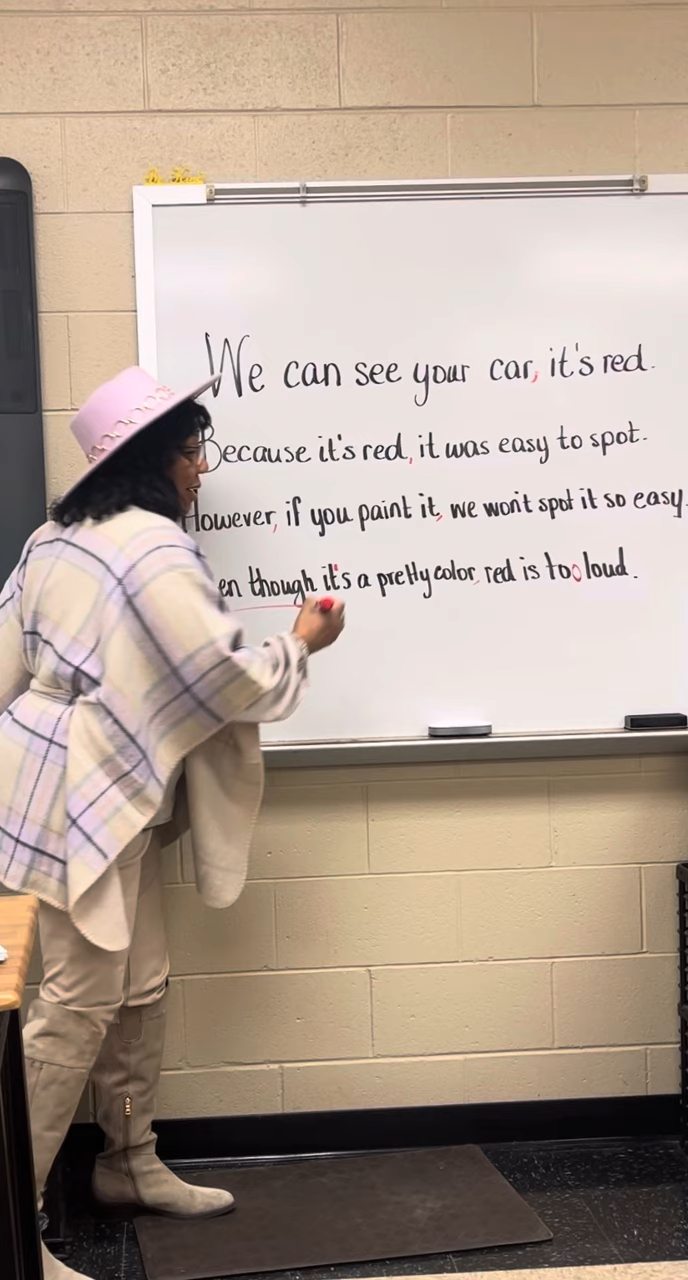 We can see your car, it's red.
Because it's red, it was easy to spot.
However, if you paint it, we won't spot it so easy.
en though it's a pretty color, red is too loud.